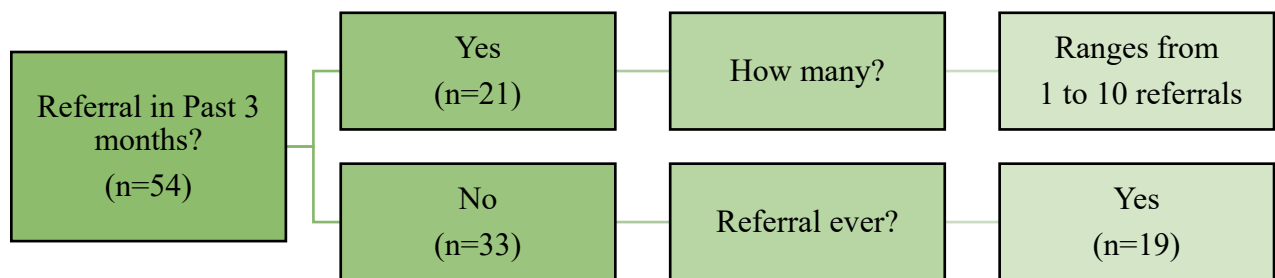 Referral in Past 3
months?
(n=54)
Yes
(n=21)
How many?
Ranges from
1 to 10 referrals
No
(n=33)
Referral ever?
Yes
(n=19)